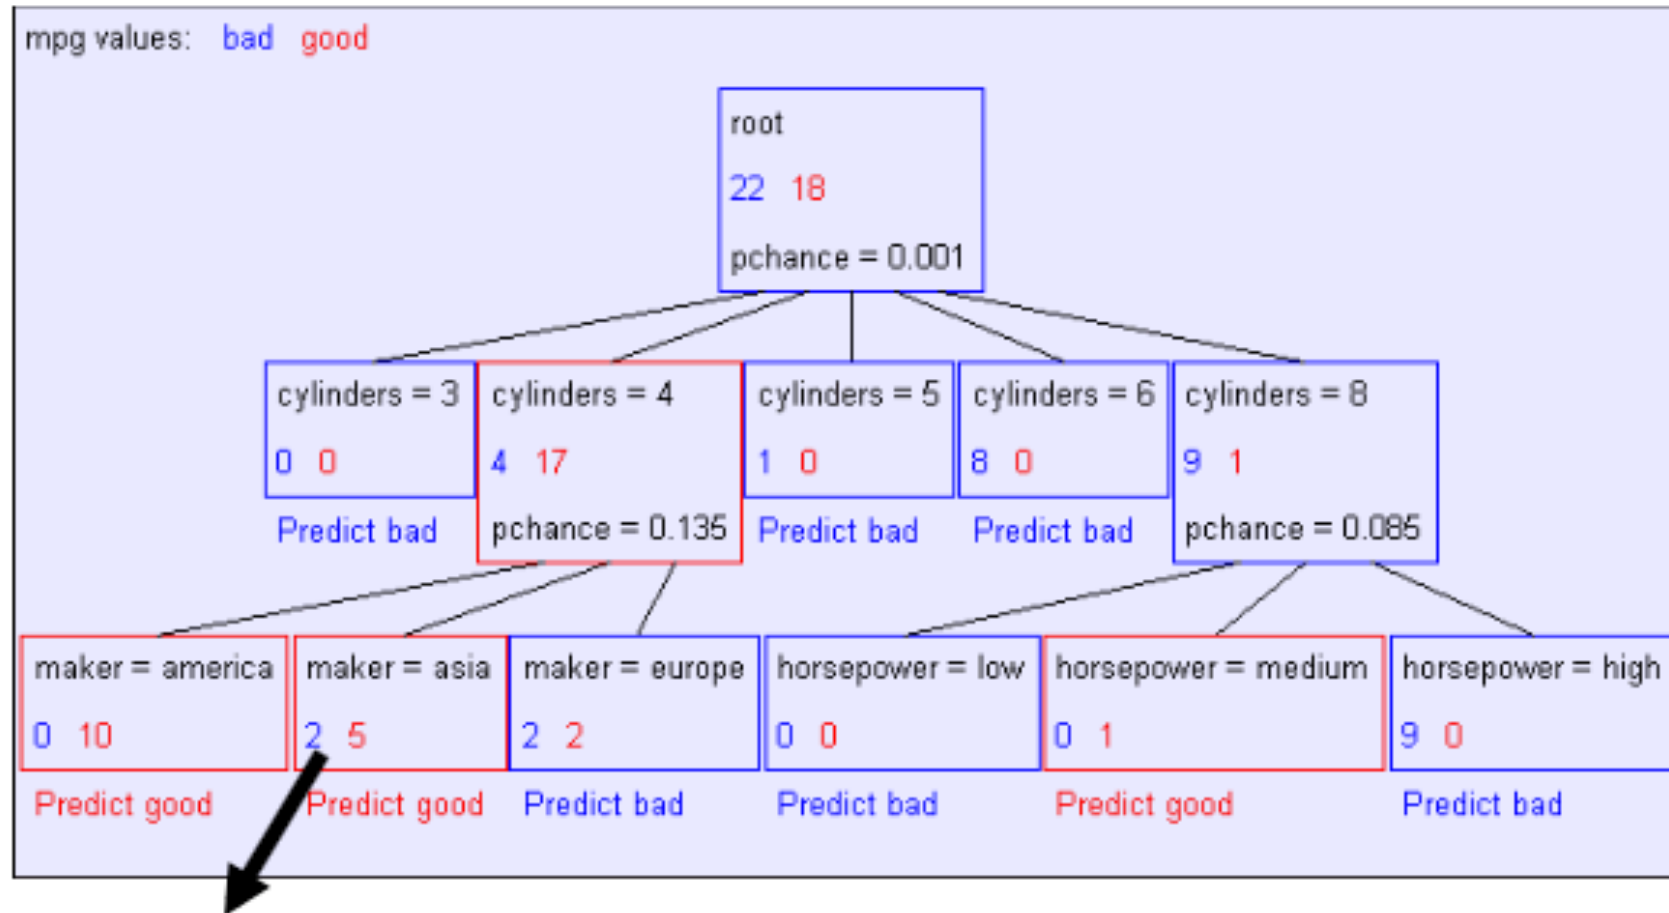 mpg values: bad good
root
22 18
pchance = 0.001
cylinders = 3
0 0
Predict bad
cylinders = 4
4 17
pchance = 0.135
cylinders = 5
1 0
Predict bad
cylinders = 6
8 0
Predict bad
cylinders = 8
9 1
pchance = 0.085
maker = america
0 10
Predict good
maker = asia
2 5
Predict good
maker = europe
2 2
Predict bad
horsepower = low
0 0
Predict bad
horsepower = medium
0 1
Predict good
horsepower = high
9 0
Predict bad